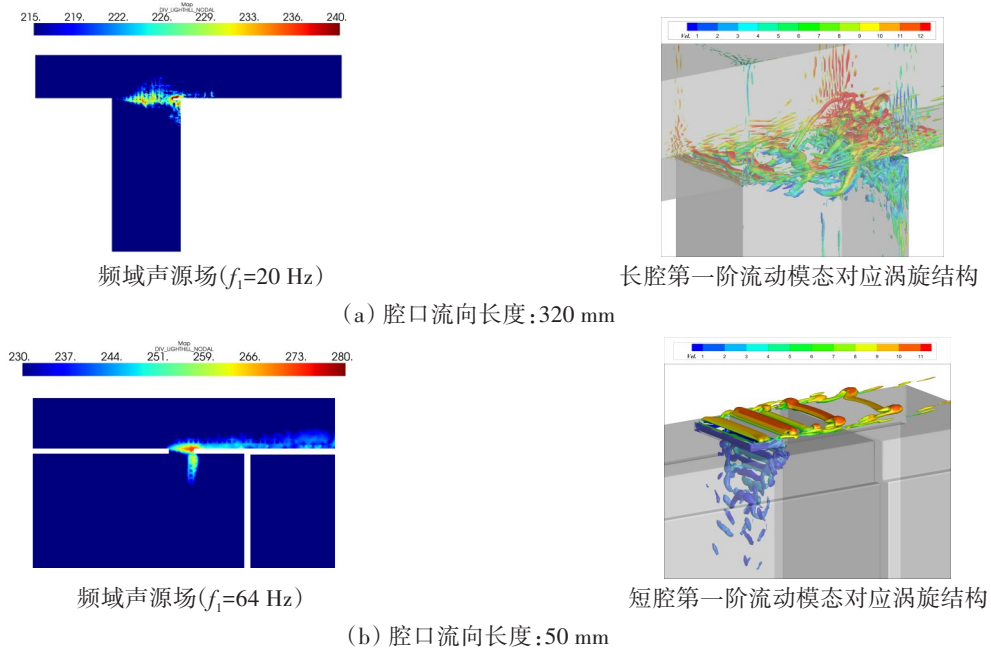 Map
DIV_LIGHTHILL_NODAL
215. 219. 222. 226. 229. 233. 236. 240.
Vel. 1 2 3 4 5 6 7 8 9 10 11 12
频域声源场(f₁=20 Hz)
长腔第一阶流动模态对应涡旋结构
(a) 腔口流向长度:320 mm
Map
DIV_LIGHTHILL_NODAL
230. 237. 244. 251. 259. 266. 273. 280.
Vel. 1 2 3 4 5 6 7 8 9 10 11
频域声源场(f₁=64 Hz)
短腔第一阶流动模态对应涡旋结构
(b) 腔口流向长度:50 mm